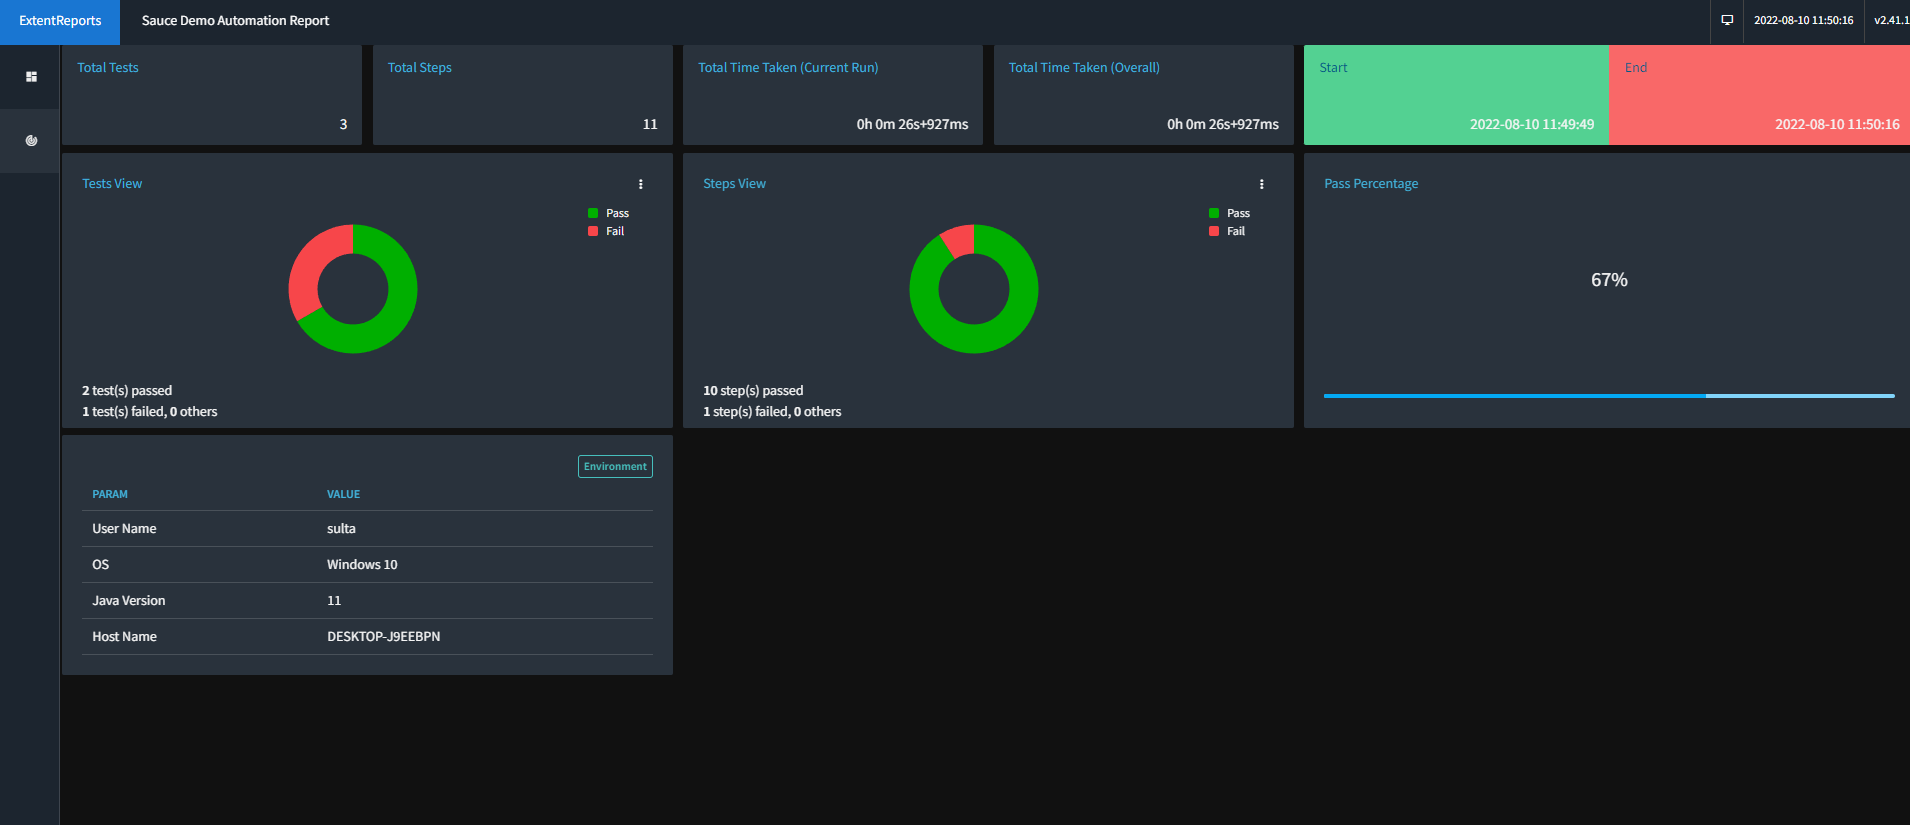 ExtentReports
Sauce Demo Automation Report
2022-08-10 11:50:16
v2.41.1
Total Tests
3
Total Steps
11
Total Time Taken (Current Run)
0h 0m 26s+927ms
Total Time Taken (Overall)
0h 0m 26s+927ms
Start
2022-08-10 11:49:49
End
2022-08-10 11:50:16
Tests View
Pass
Fail
2 test(s) passed
1 test(s) failed, 0 others
Steps View
Pass
Fail
10 step(s) passed
1 step(s) failed, 0 others
Pass Percentage
67%
Environment
PARAM VALUE
User Name sulta
OS Windows 10
Java Version 11
Host Name DESKTOP-J9EEBPN